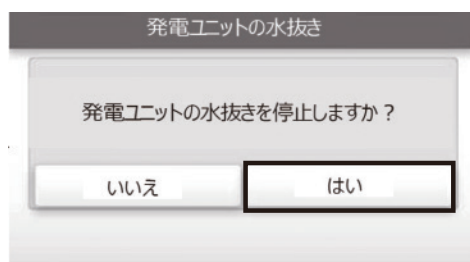 発電ユニットの水抜き
発電ユニットの水抜きを停止しますか？
いいえ
はい